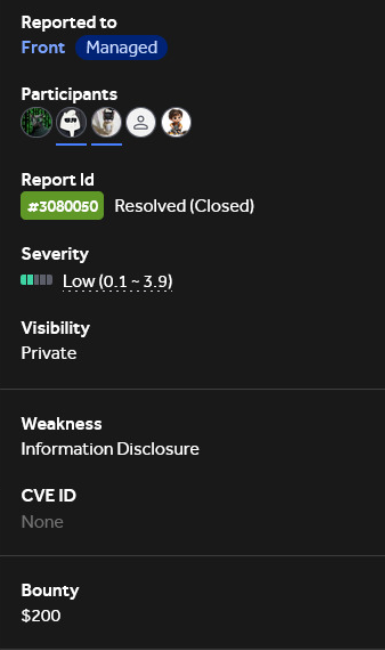 Reported to
Front Managed
Participants
Report Id
#3080050 Resolved (Closed)
Severity
Low (0.1 ~ 3.9)
Visibility
Private
Weakness
Information Disclosure
CVE ID
None
Bounty
$200